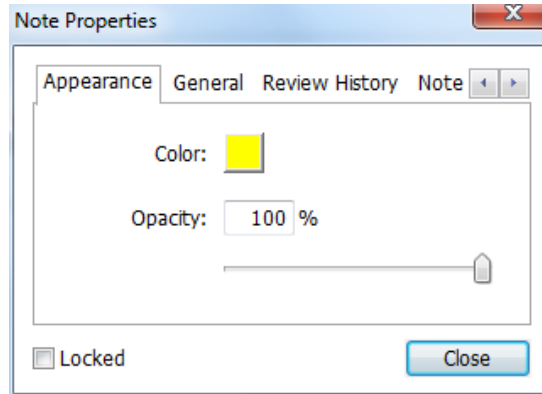 Note Properties
Appearance General Review History Note
Color:
Opacity: 100 %
Locked Close